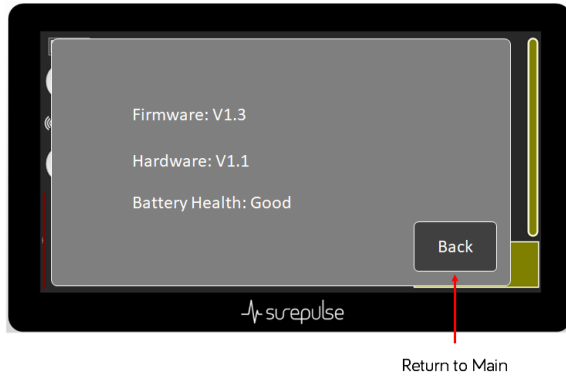 Firmware: V1.3
Hardware: V1.1
Battery Health: Good
Back
surepulse
Return to Main